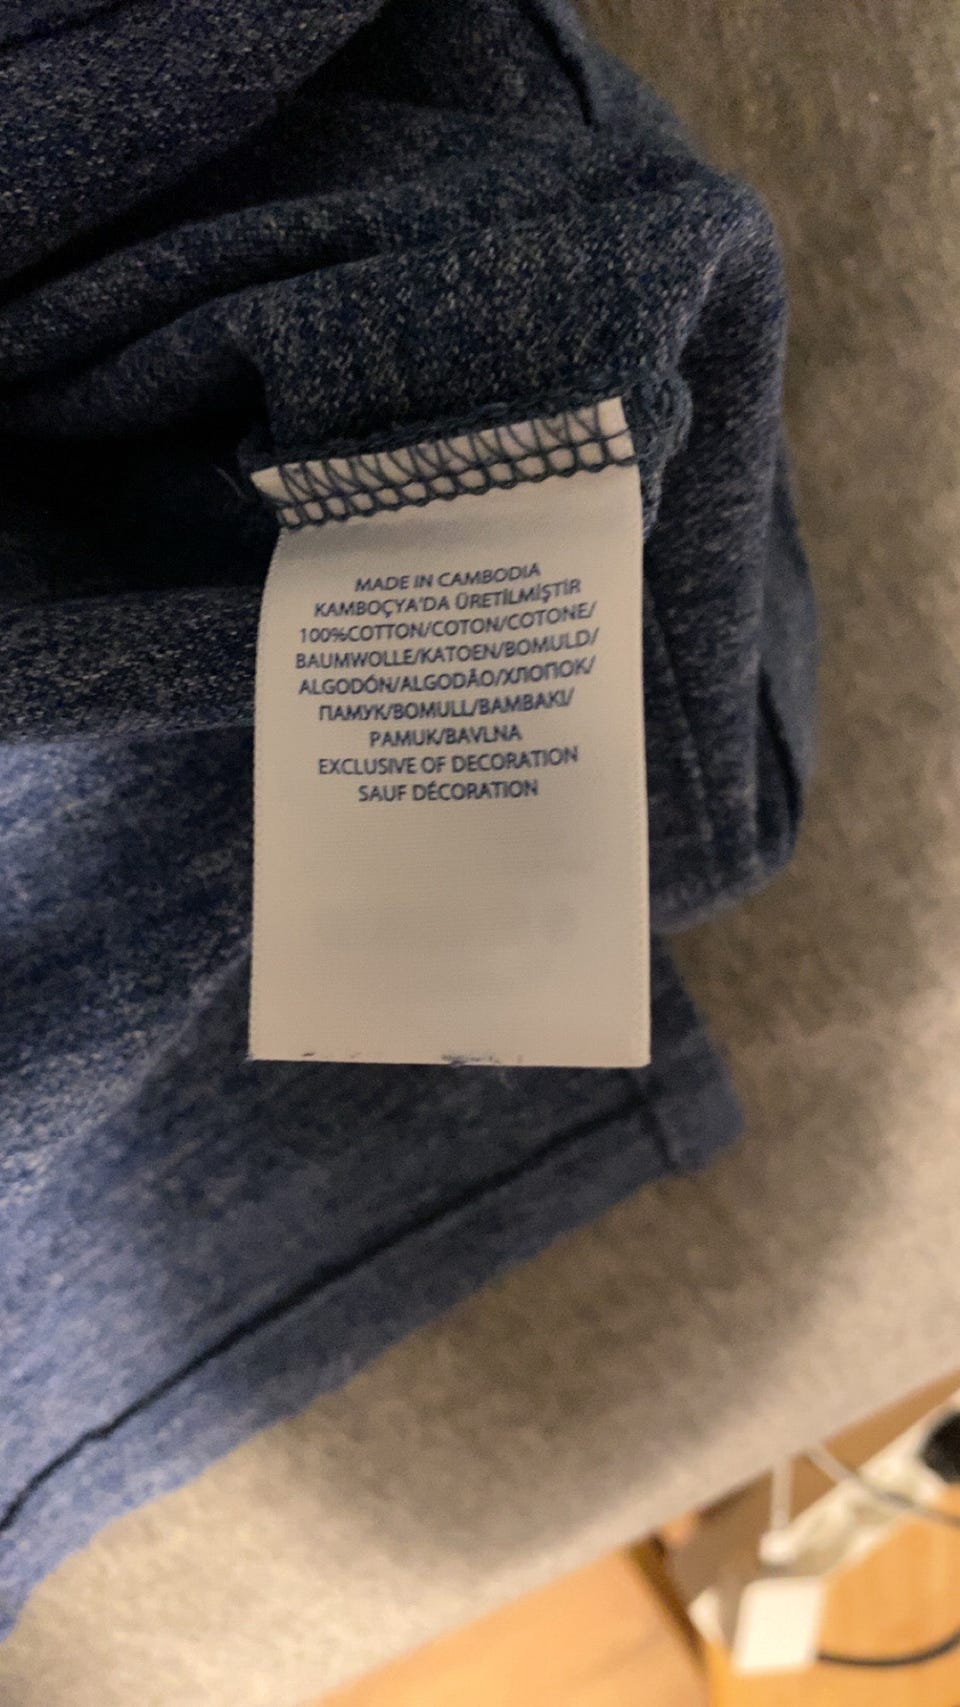 MADE IN CAMBODIA
KAMBOÇYA'DA ÜRETİLMİŞTİR
100%COTTON/COTON/COTONE/
BAUMWOLLE/KATOEN/BOMULD/
ALGODÓN/ALGODÃO/ХЛОПОК/
ПАМУК/BOMULL/BAMBAKI/
PAMUK/BAVLNA
EXCLUSIVE OF DECORATION
SAUF DÉCORATION